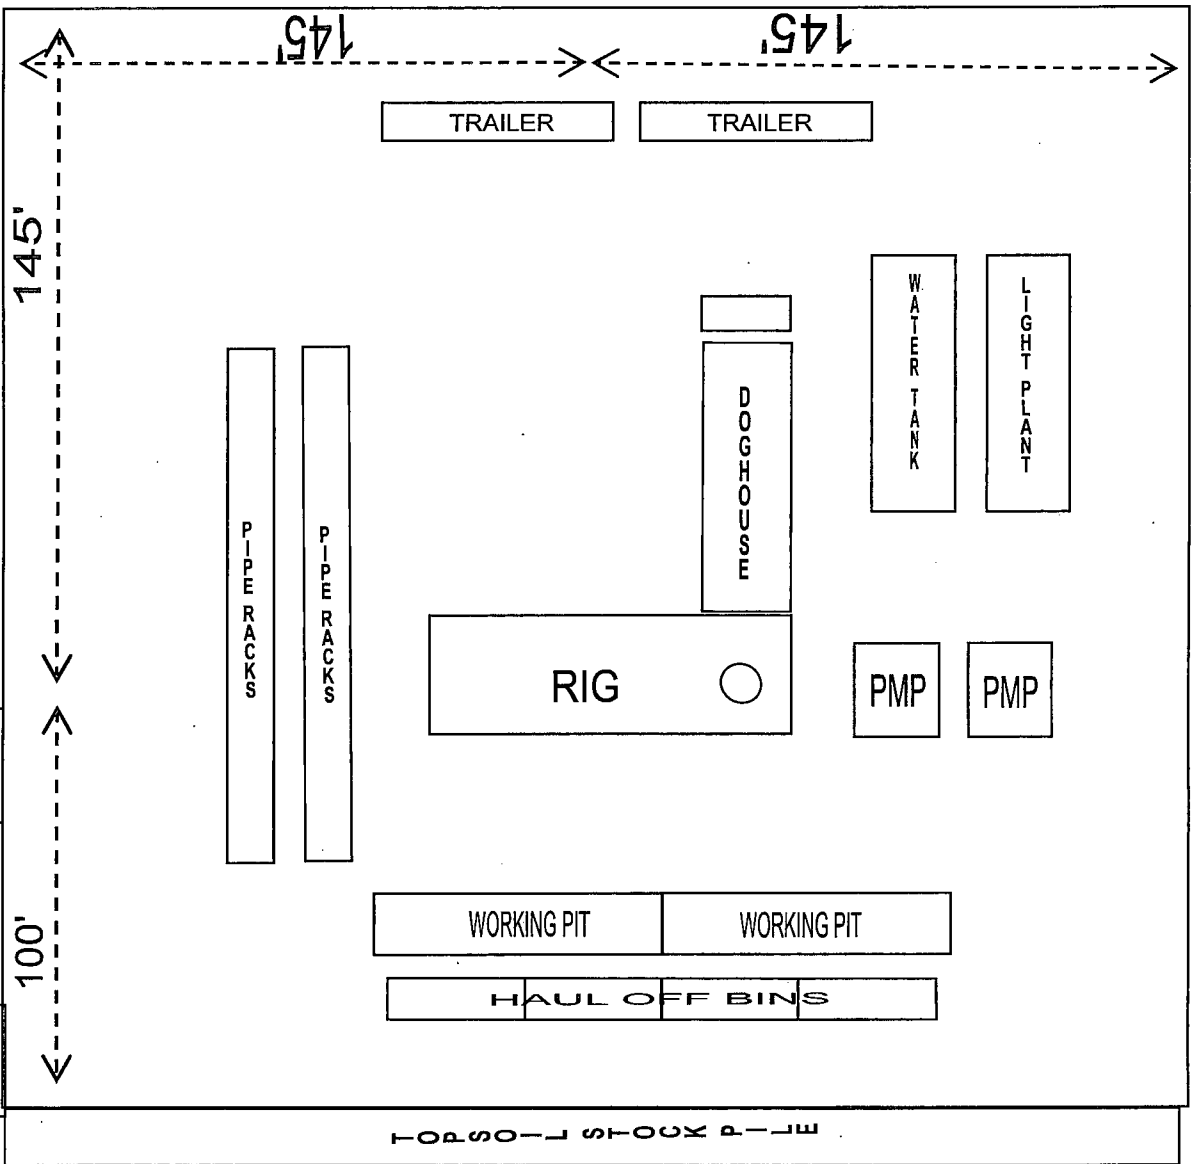 145'
145'
TRAILER
TRAILER
145'
WATER TANK
LIGHT PLANT
DOGHOUSE
PIPE RACKS
PIPE RACKS
RIG
PMP
PMP
100'
WORKING PIT
WORKING PIT
HAUL OFF BINS
TOPSOIL STOCK PILE